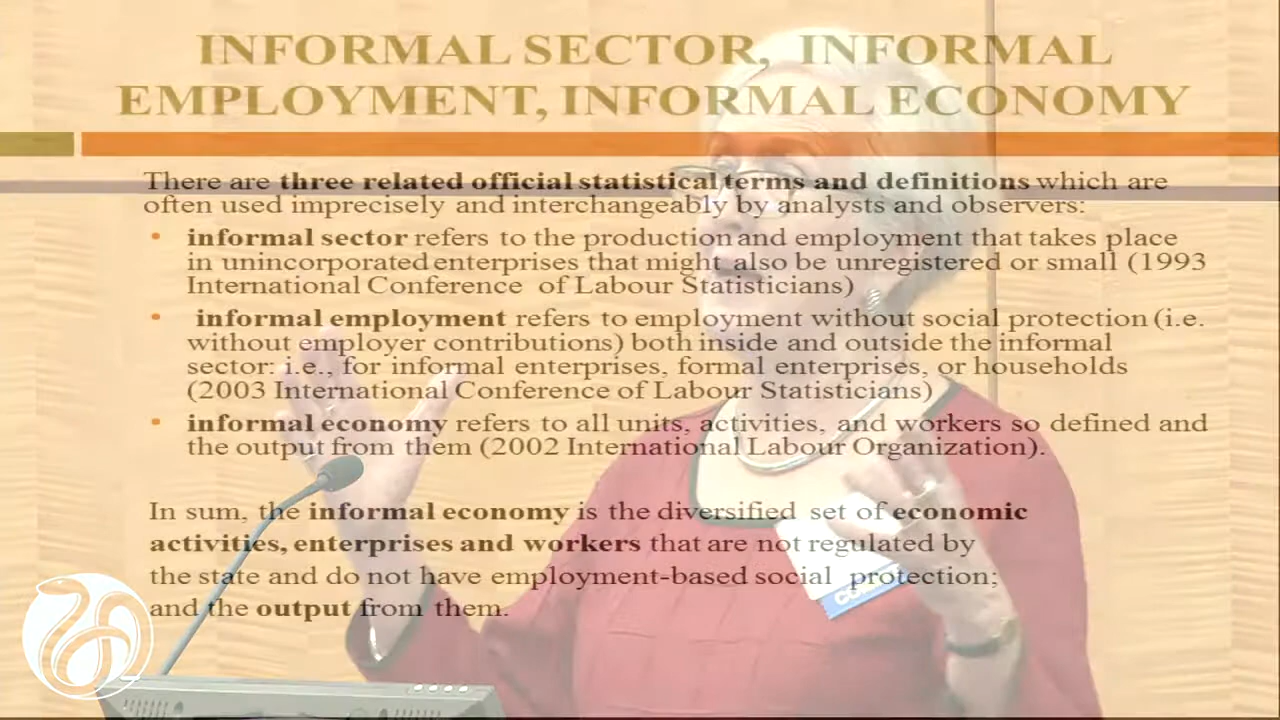 INFORMAL SECTOR, INFORMAL
EMPLOYMENT, INFORMAL ECONOMY
There are three related official statistical terms and definitions which are
often used imprecisely and interchangeably by analysts and observers:
• informal sector refers to the production and employment that takes place
in unincorporated enterprises that might also be unregistered or small (1993
International Conference of Labour Statisticians)
• informal employment refers to employment without social protection (i.e.
without employer contributions) both inside and outside the informal
sector: i.e., for informal enterprises, formal enterprises, or households
(2003 International Conference of Labour Statisticians)
• informal economy refers to all units, activities, and workers so defined and
the output from them (2002 International Labour Organization).
In sum, the informal economy is the diversified set of economic
activities, enterprises and workers that are not regulated by
the state and do not have employment-based social protection;
and the output from them.